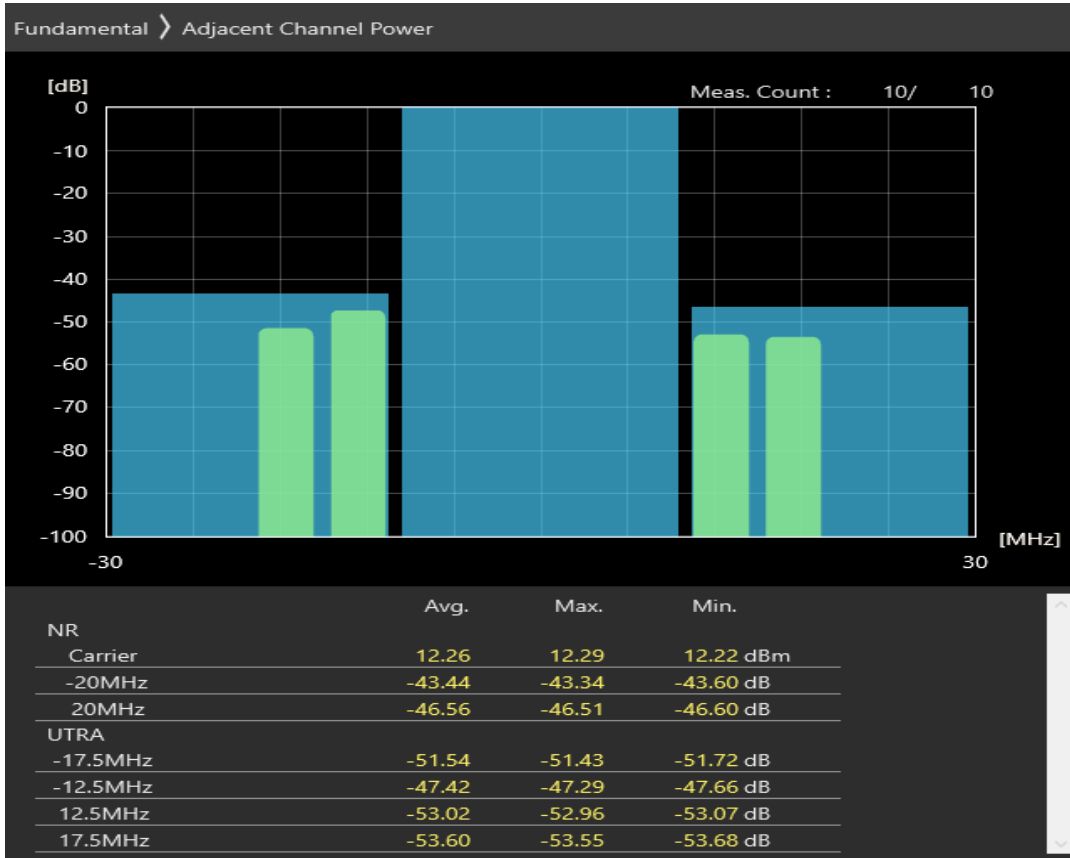 Fundamental ❯ Adjacent Channel Power
[dB]
Meas. Count : 10/ 10
0
-10
-20
-30
-40
-50
-60
-70
-80
-90
-100
[MHz]
-30 30
Avg. Max. Min.
NR
Carrier 12.26 12.29 12.22 dBm
-20MHz -43.44 -43.34 -43.60 dB
20MHz -46.56 -46.51 -46.60 dB
UTRA
-17.5MHz -51.54 -51.43 -51.72 dB
-12.5MHz -47.42 -47.29 -47.66 dB
12.5MHz -53.02 -52.96 -53.07 dB
17.5MHz -53.60 -53.55 -53.68 dB